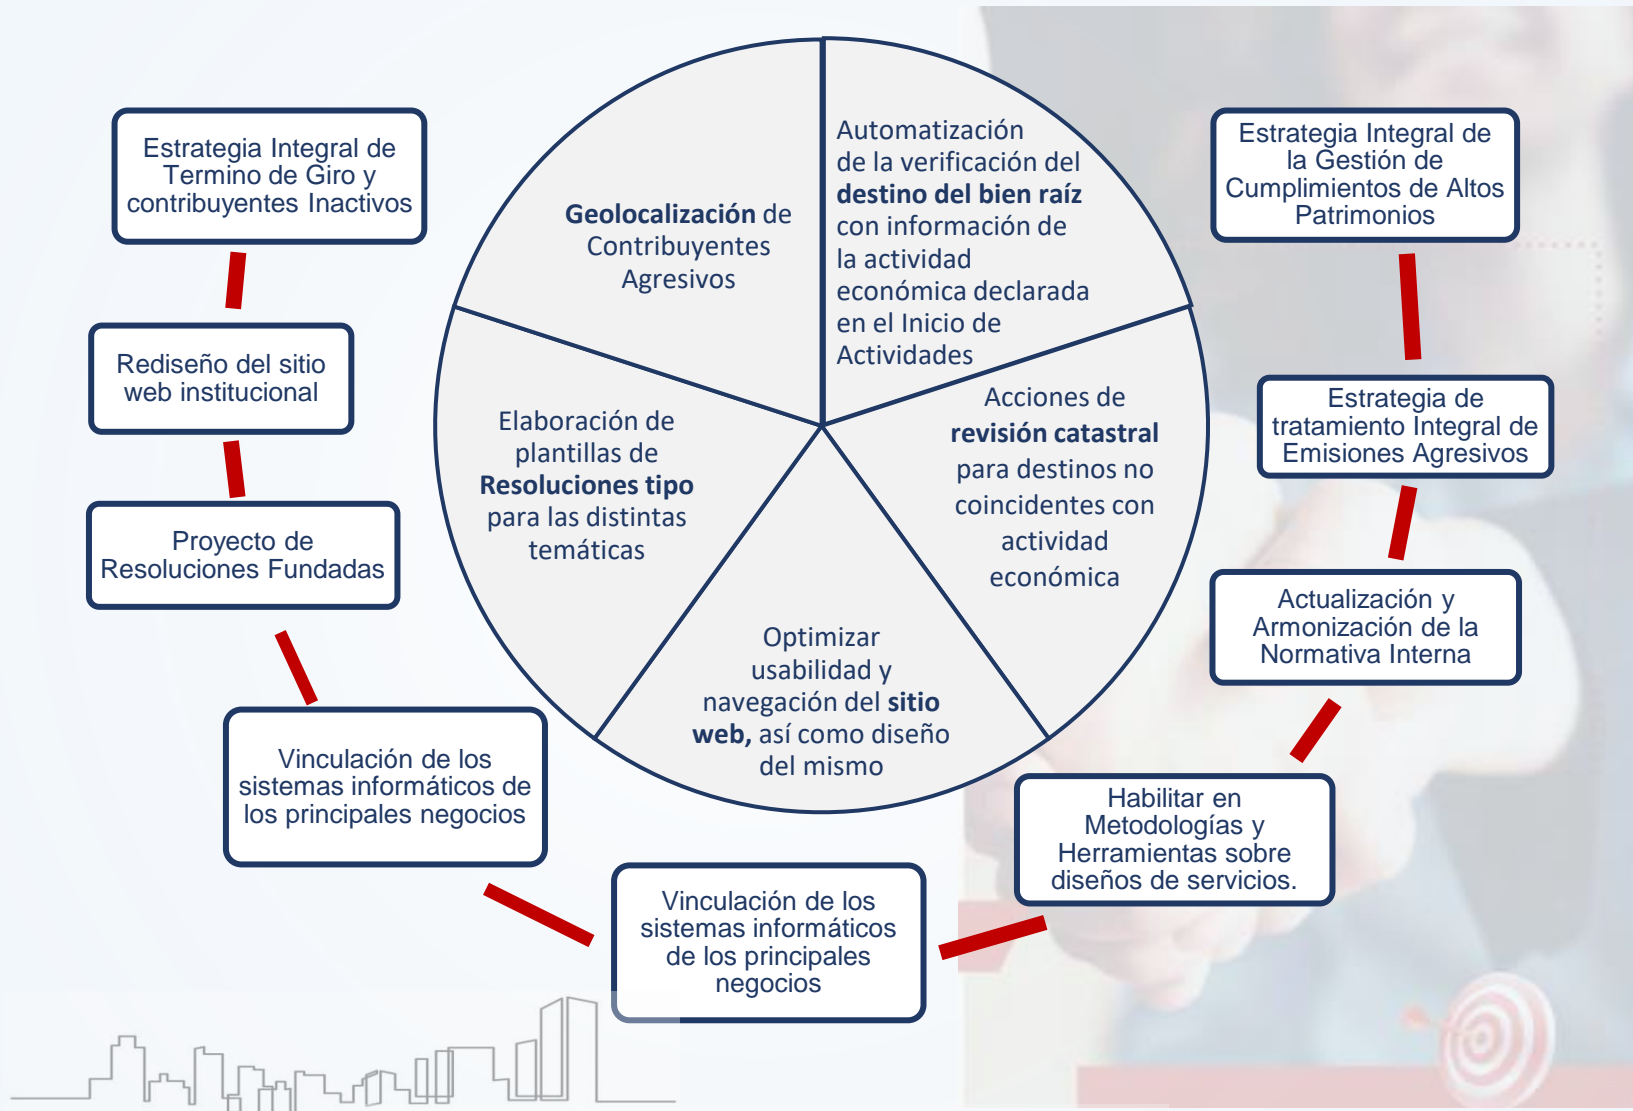 Estrategia Integral de
Termino de Giro y
contribuyentes Inactivos
Rediseño del sitio
web institucional
Proyecto de
Resoluciones Fundadas
Vinculación de los
sistemas informáticos de
los principales negocios
Vinculación de los
sistemas informáticos
de los principales
negocios
Habilitar en
Metodologías y
Herramientas sobre
diseños de servicios.
Actualización y
Armonización de la
Normativa Interna
Estrategia de
tratamiento Integral de
Emisiones Agresivos
Estrategia Integral de
la Gestión de
Cumplimientos de Altos
Patrimonios
Geolocalización de
Contribuyentes
Agresivos
Automatización
de la verificación del
destino del bien raíz
con información de
la actividad
económica declarada
en el Inicio de
Actividades
Acciones de
revisión catastral
para destinos no
coincidentes con
actividad
económica
Optimizar
usabilidad y
navegación del sitio
web, así como diseño
del mismo
Elaboración de
plantillas de
Resoluciones tipo
para las distintas
temáticas